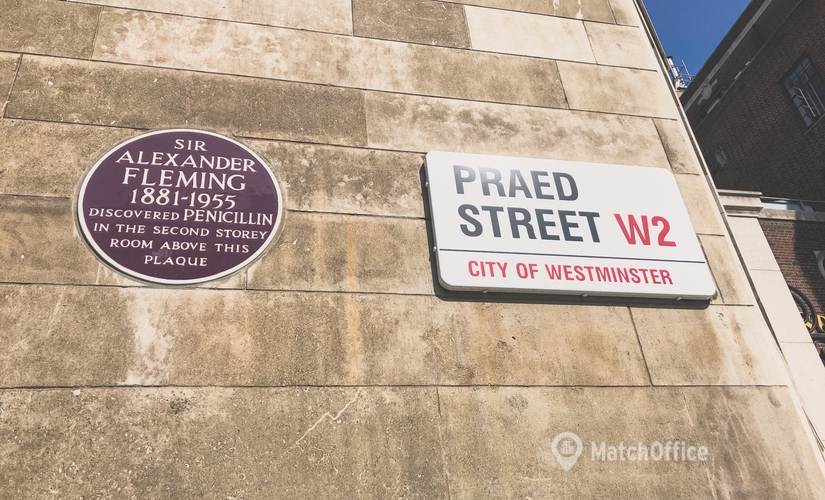 SIR
ALEXANDER
FLEMING
1881-1955
DISCOVERED PENICILLIN
IN THE SECOND STOREY
ROOM ABOVE THIS
PLAQUE
PRAED
STREET W2
CITY OF WESTMINSTER
MatchOffice